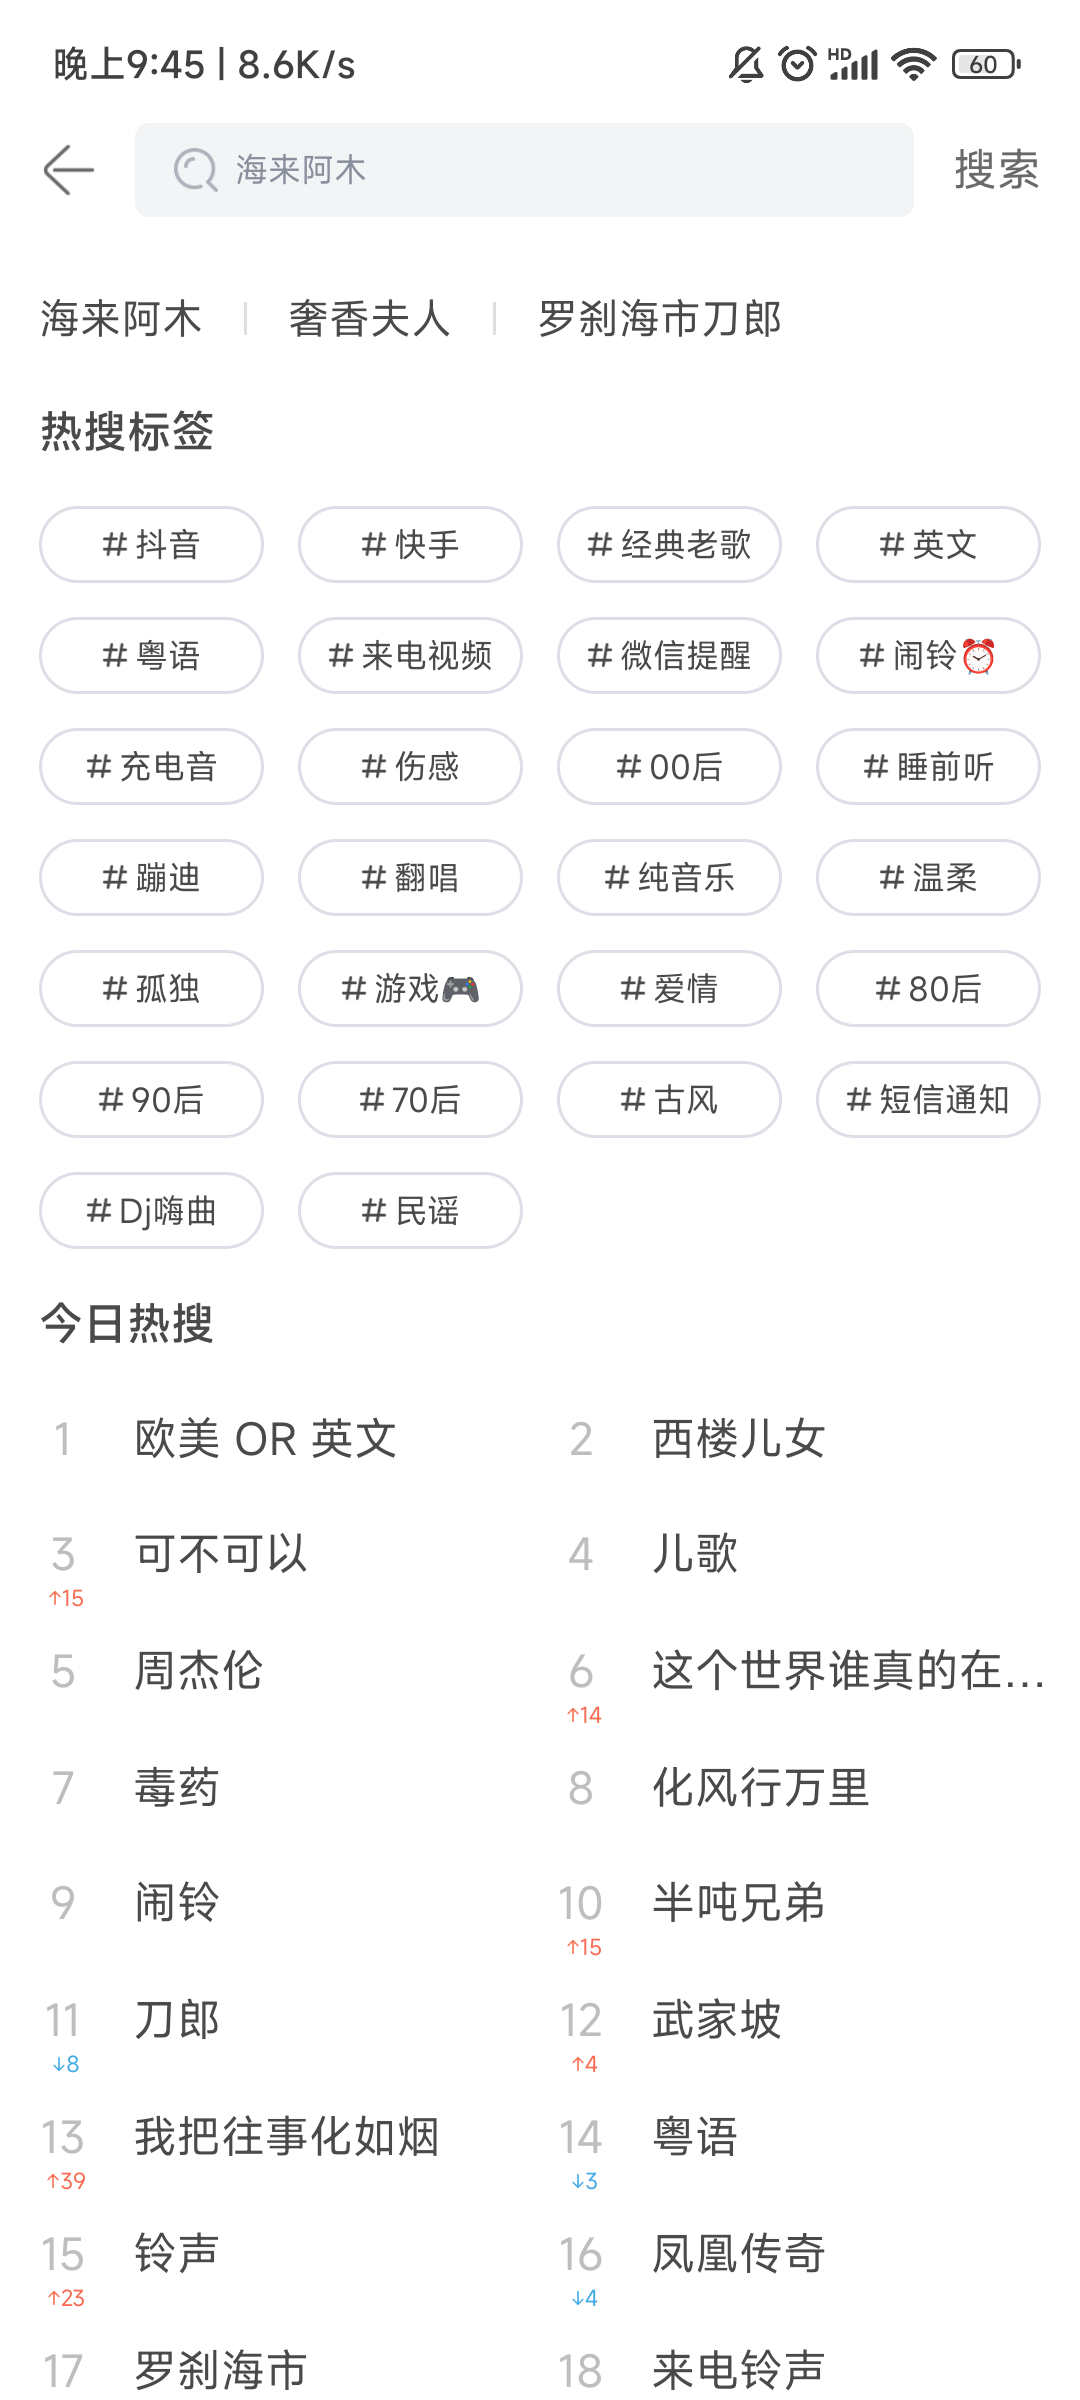 晚上9:45 | 8.6K/s HD 60
海来阿木 搜索
海来阿木 奢香夫人 罗刹海市刀郎
热搜标签
# 抖音 # 快手 # 经典老歌 # 英文
# 粤语 # 来电视频 # 微信提醒 # 闹铃⏰
# 充电音 # 伤感 # 00后 # 睡前听
# 蹦迪 # 翻唱 # 纯音乐 # 温柔
# 孤独 # 游戏🎮 # 爱情 # 80后
# 90后 # 70后 # 古风 # 短信通知
# Dj嗨曲 # 民谣
今日热搜
1 欧美 OR 英文 2 西楼儿女
3 可不可以 4 儿歌
↑15
5 周杰伦 6 这个世界谁真的在...
↑14
7 毒药 8 化风行万里
9 闹铃 10 半吨兄弟
↑15
11 刀郎 12 武家坡
↓8 ↑4
13 我把往事化如烟 14 粤语
↑39 ↓3
15 铃声 16 凤凰传奇
↑23 ↓4
17 罗刹海市 18 来电铃声